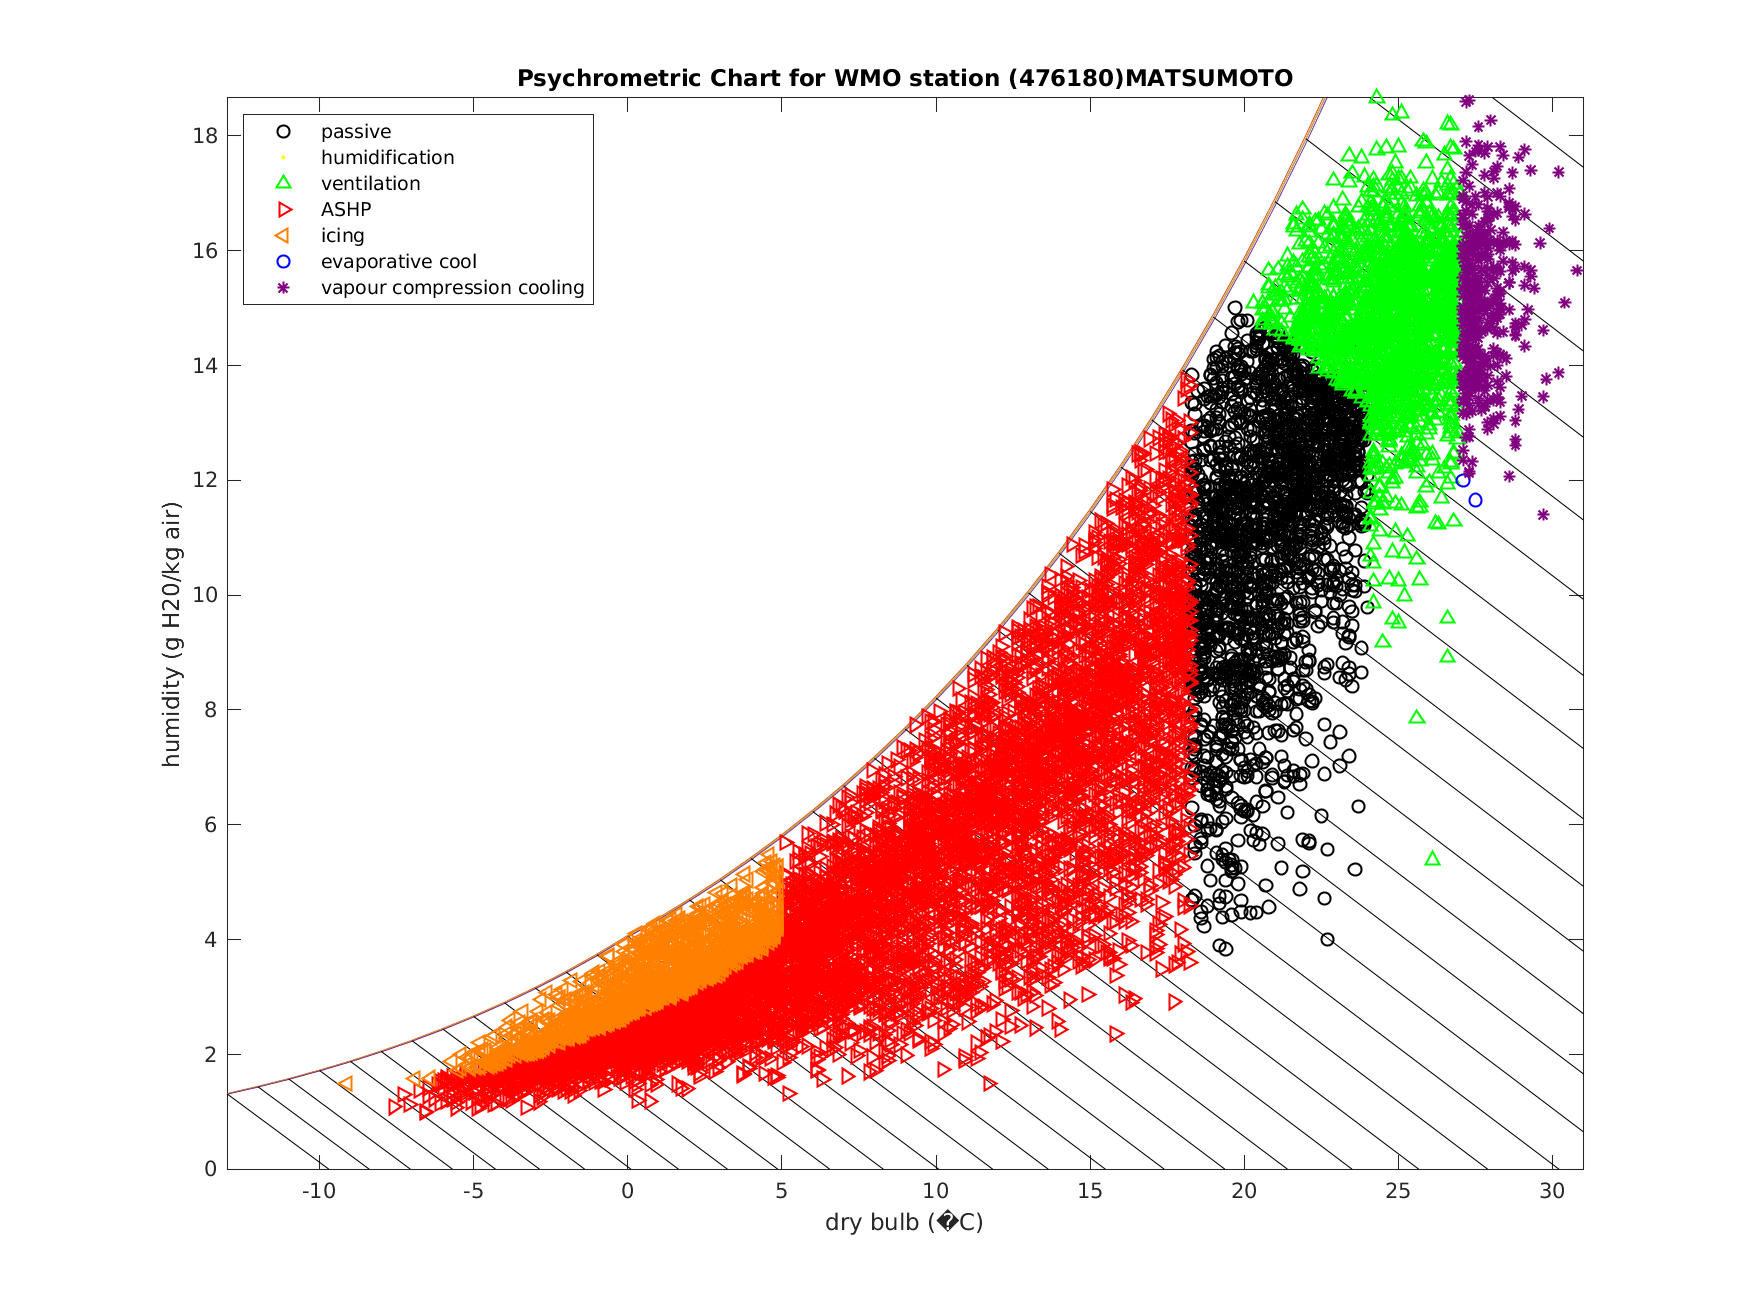 Psychrometric Chart for WMO station (476180)MATSUMOTO
passive
humidification
ventilation
ASHP
icing
evaporative cool
vapour compression cooling
humidity (g H20/kg air)
18
16
14
12
10
8
6
4
2
0
-10
-5
0
5
10
15
20
25
30
dry bulb (�C)